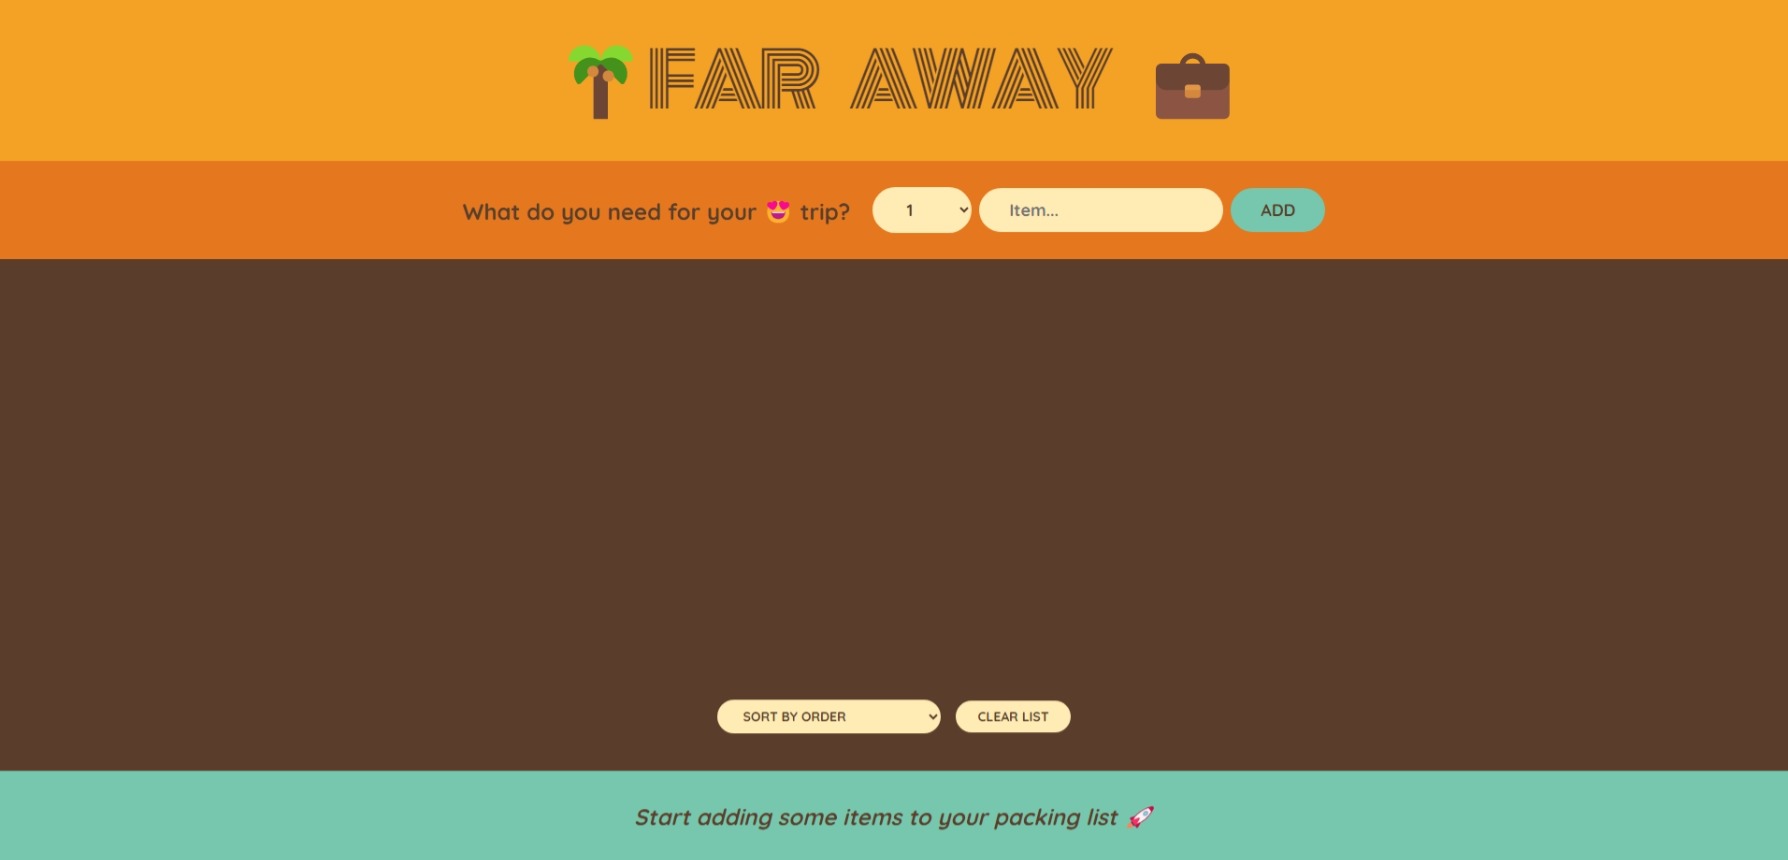 🌴 FAR AWAY 💼
What do you need for your 😍 trip? 1 Item... ADD
SORT BY ORDER CLEAR LIST
Start adding some items to your packing list 🚀